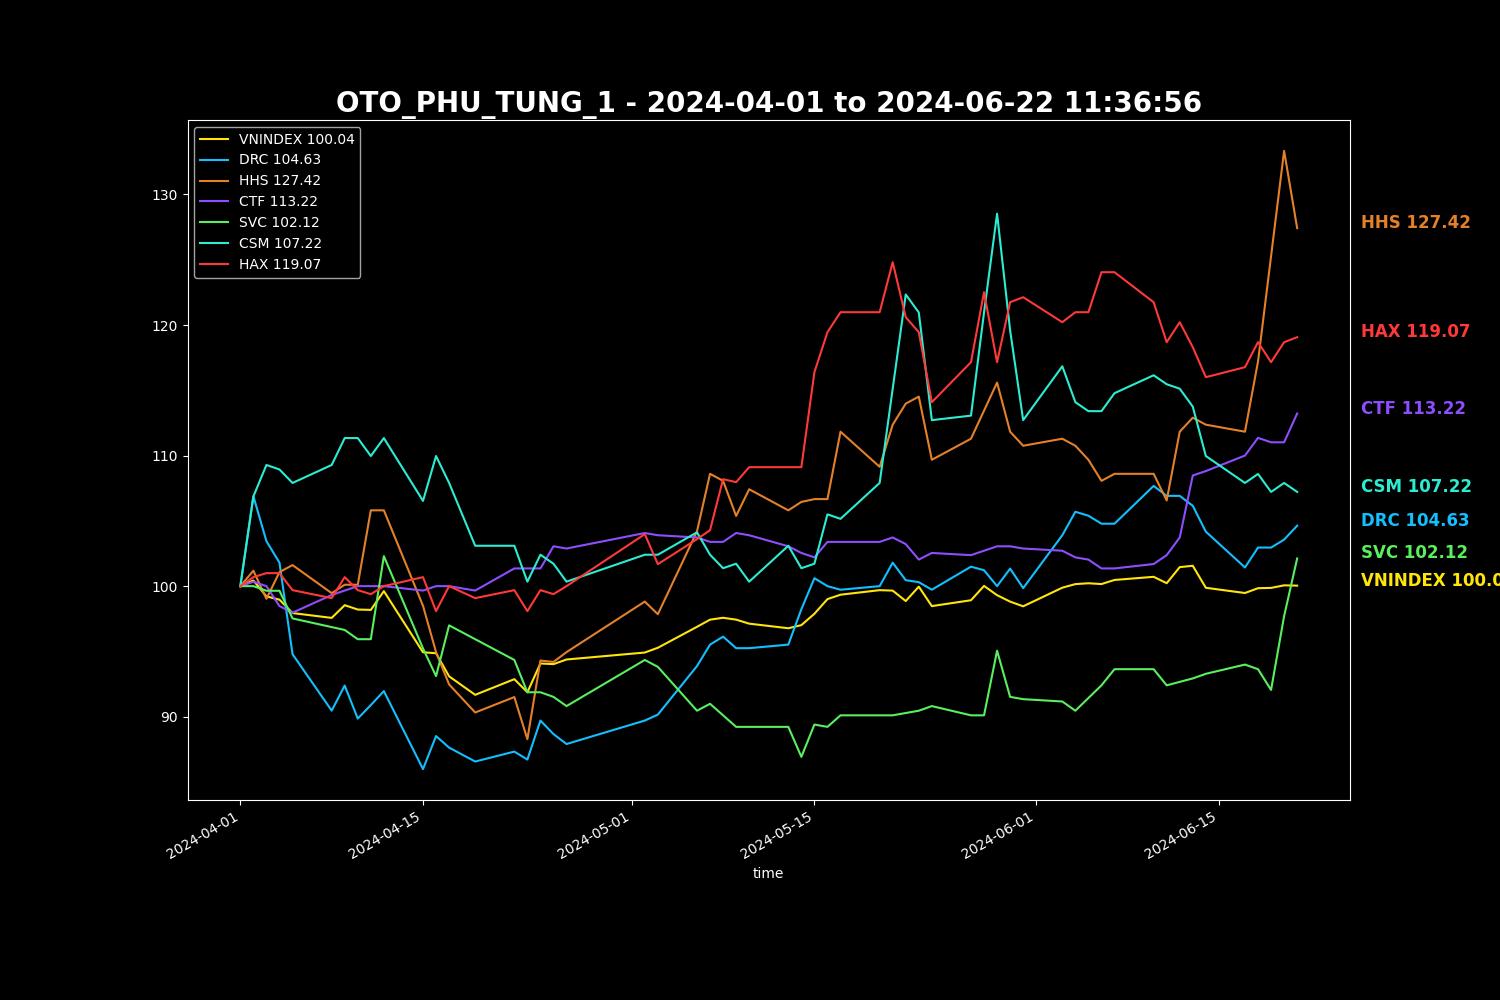 OTO_PHU_TUNG_1 - 2024-04-01 to 2024-06-22 11:36:56
VNINDEX 100.04
DRC 104.63
HHS 127.42
CTF 113.22
SVC 102.12
CSM 107.22
HAX 119.07
130
120
110
100
90
HHS 127.42
HAX 119.07
CTF 113.22
CSM 107.22
DRC 104.63
SVC 102.12
VNINDEX 100.0
2024-04-01
2024-04-15
2024-05-01
2024-05-15
2024-06-01
2024-06-15
time